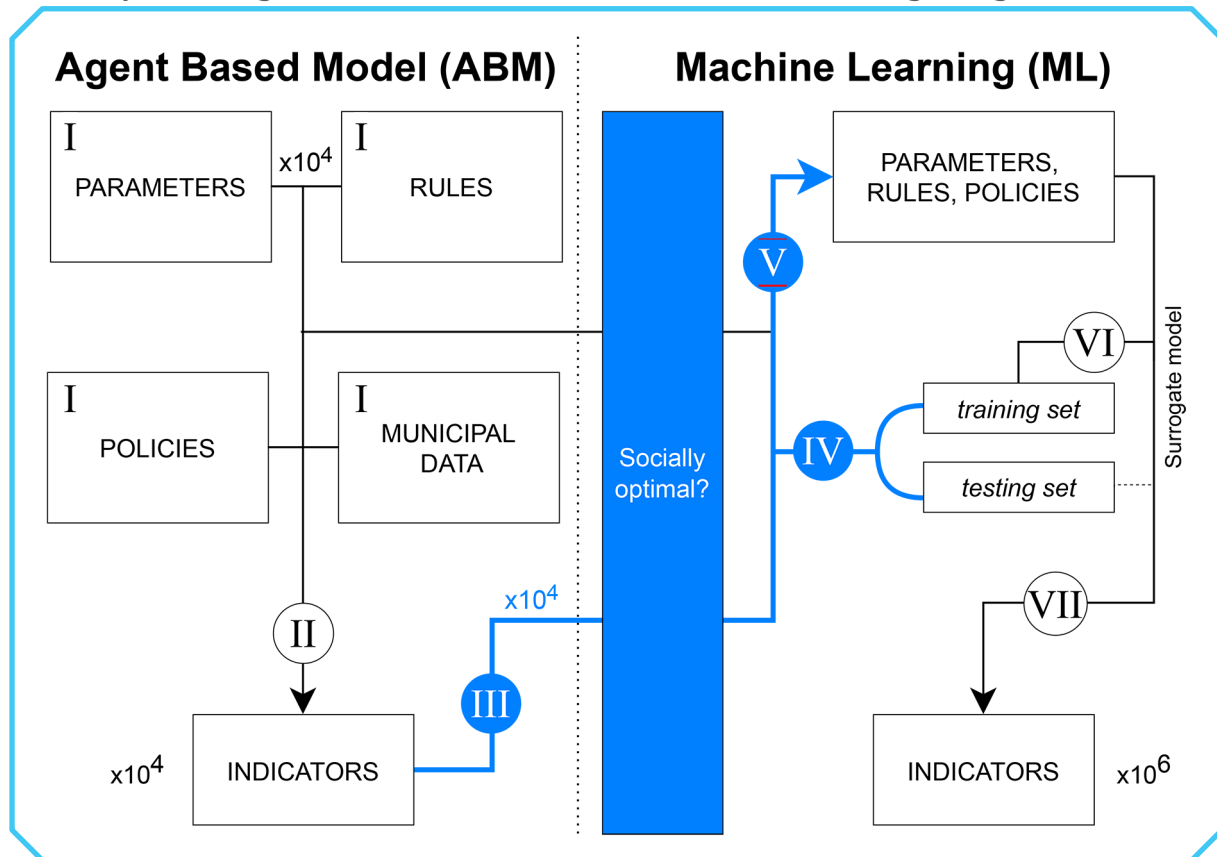 Agent Based Model (ABM)
Machine Learning (ML)
I
PARAMETERS
x10⁴
I
RULES
I
POLICIES
I
MUNICIPAL
DATA
II
x10⁴
INDICATORS
III
x10⁴
Socially
optimal?
V
PARAMETERS,
RULES, POLICIES
IV
VI
training set
testing set
Surrogate model
VII
INDICATORS
x10⁶